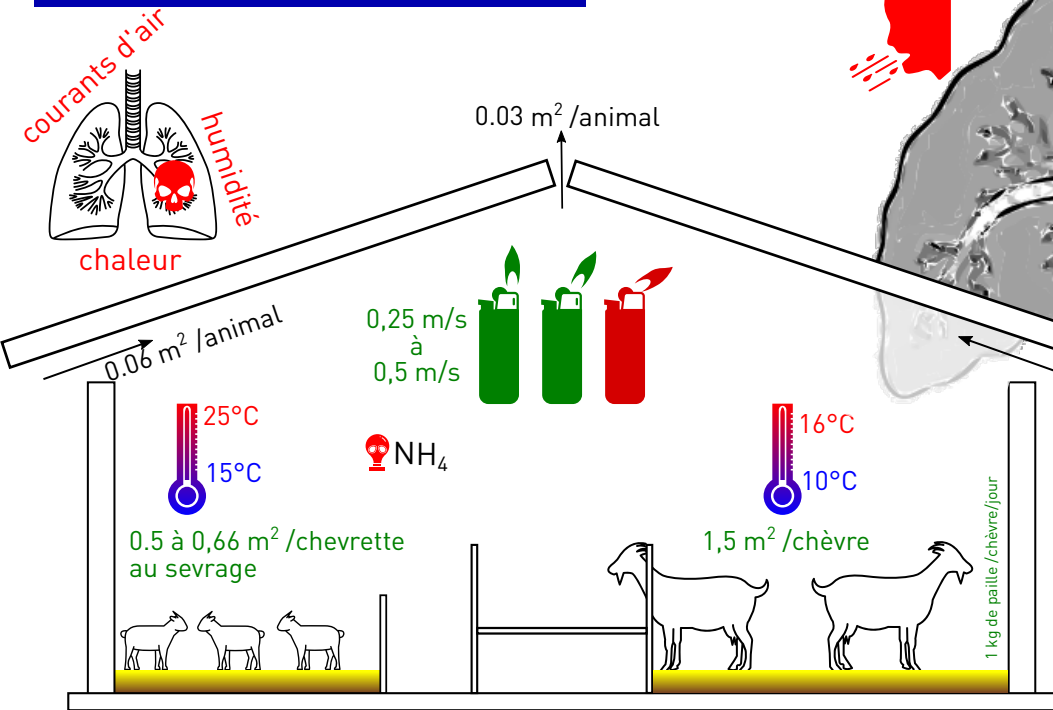 courants d'air
humidité
chaleur
0.03 m² /animal
0.06 m² /animal
0,25 m/s
à
0,5 m/s
25°C
15°C
NH₄
16°C
10°C
0.5 à 0,66 m² /chevrette
au sevrage
1,5 m² /chèvre
1 kg de paille /chèvre/jour